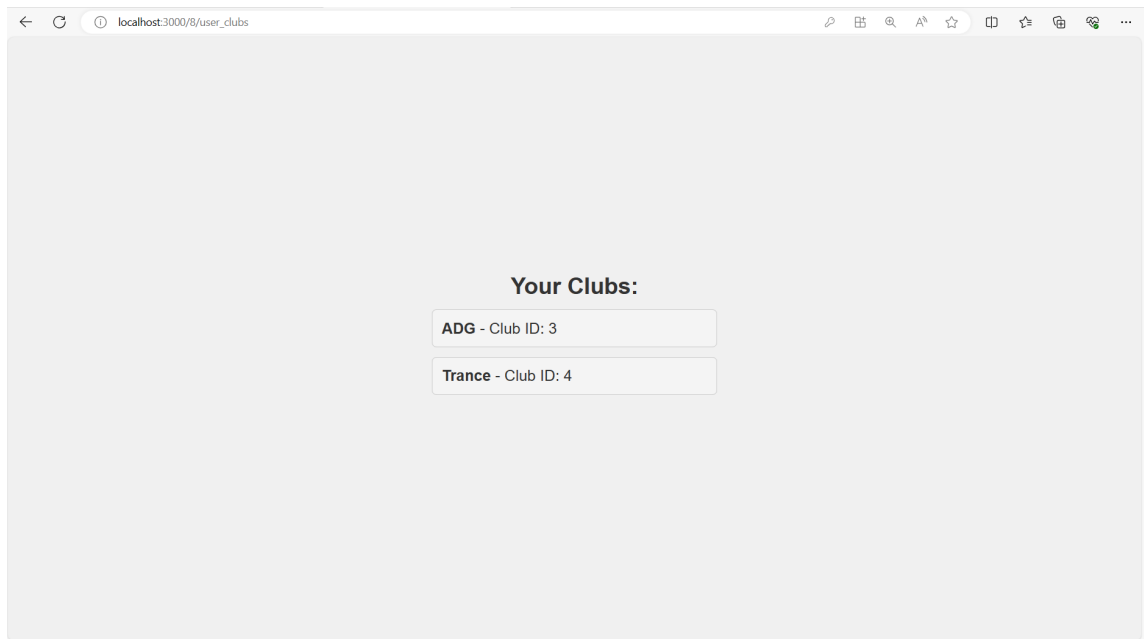 localhost:3000/8/user_clubs
Your Clubs:
ADG - Club ID: 3
Trance - Club ID: 4